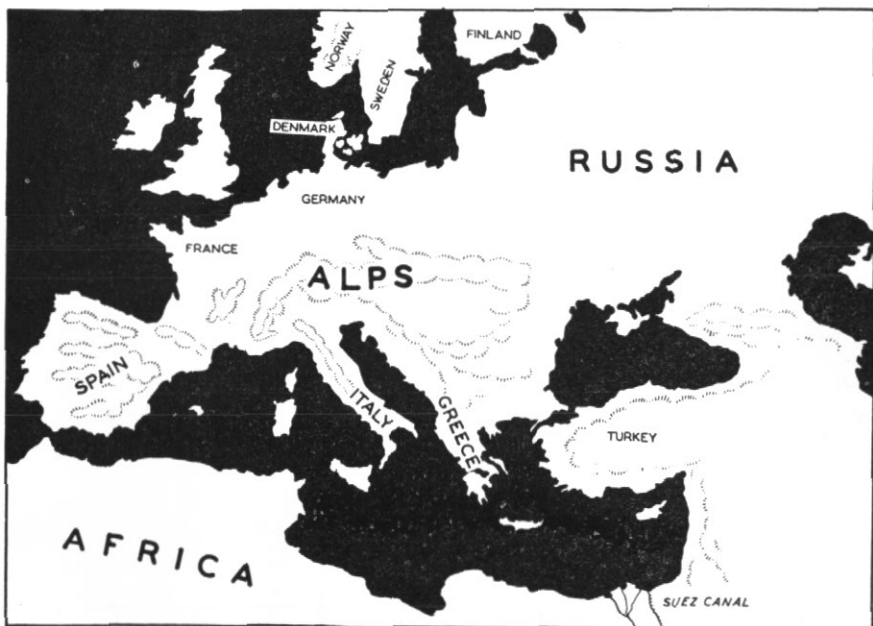 FINLAND
NORWAY
SWEDEN
DENMARK
RUSSIA
GERMANY
FRANCE
ALPS
SPAIN
ITALY
GREECE
TURKEY
AFRICA
SUEZ CANAL